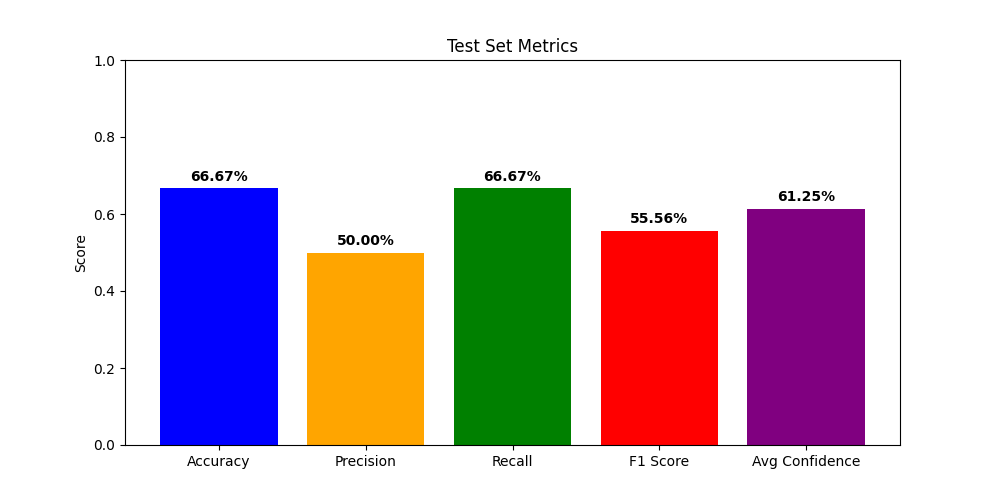 Test Set Metrics
1.0
0.8
0.6
0.4
0.2
0.0
Score
66.67%
50.00%
66.67%
55.56%
61.25%
Accuracy
Precision
Recall
F1 Score
Avg Confidence